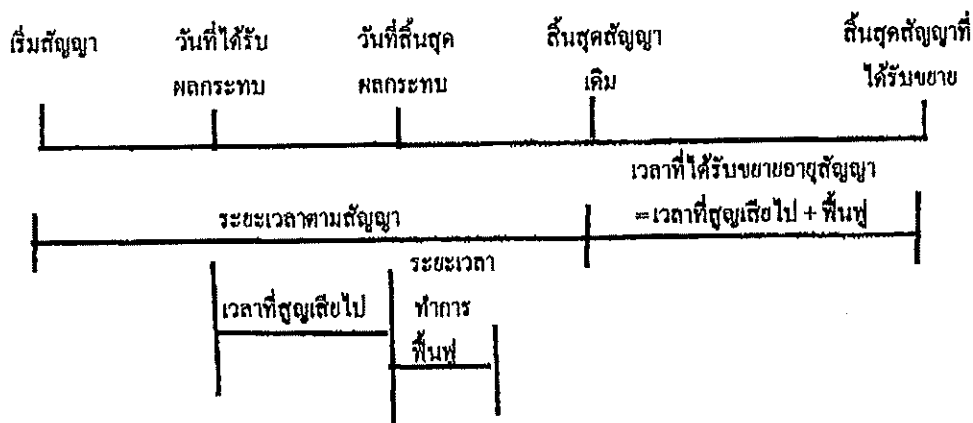 เริ่มสัญญา
วันที่ได้รับ
ผลกระทบ
วันที่สิ้นสุด
ผลกระทบ
สิ้นสุดสัญญา
เดิม
สิ้นสุดสัญญาที่
ได้รับขยาย
เวลาที่ได้รับขยายอายุสัญญา
=เวลาที่สูญเสียไป + ฟื้นฟู
ระยะเวลาตามสัญญา
ระยะเวลา
ทำการ
ฟื้นฟู
เวลาที่สูญเสียไป